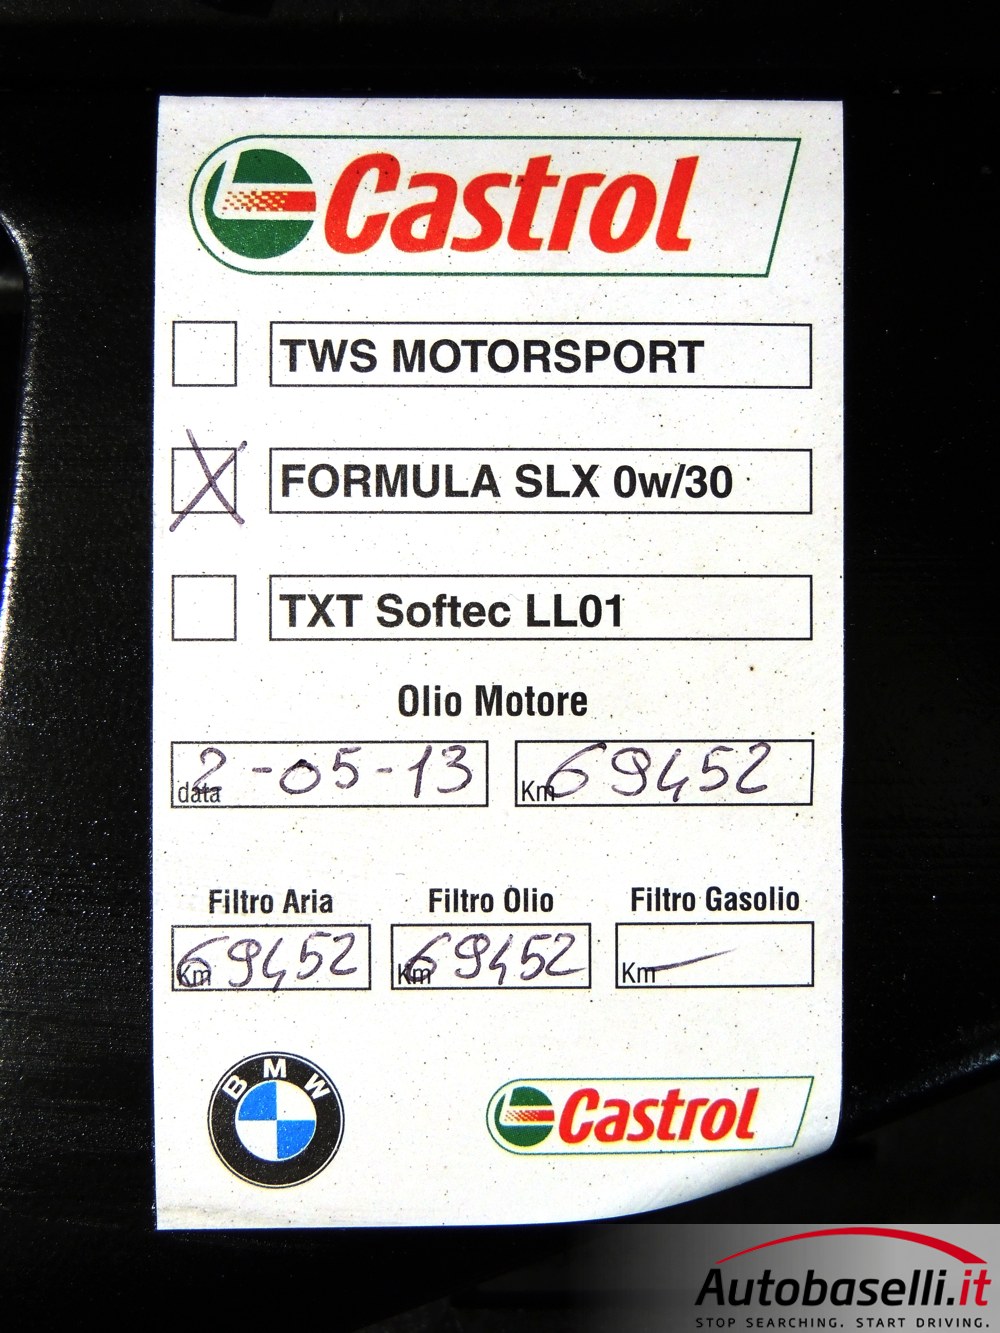 Castrol
TWS MOTORSPORT
X FORMULA SLX 0w/30
TXT Softec LL01
Olio Motore
data 2-05-13 Km 69452
Filtro Aria Filtro Olio Filtro Gasolio
Km 69452 Km 69452 Km —
BMW Castrol
Autobaselli.it
STOP SEARCHING. START DRIVING.